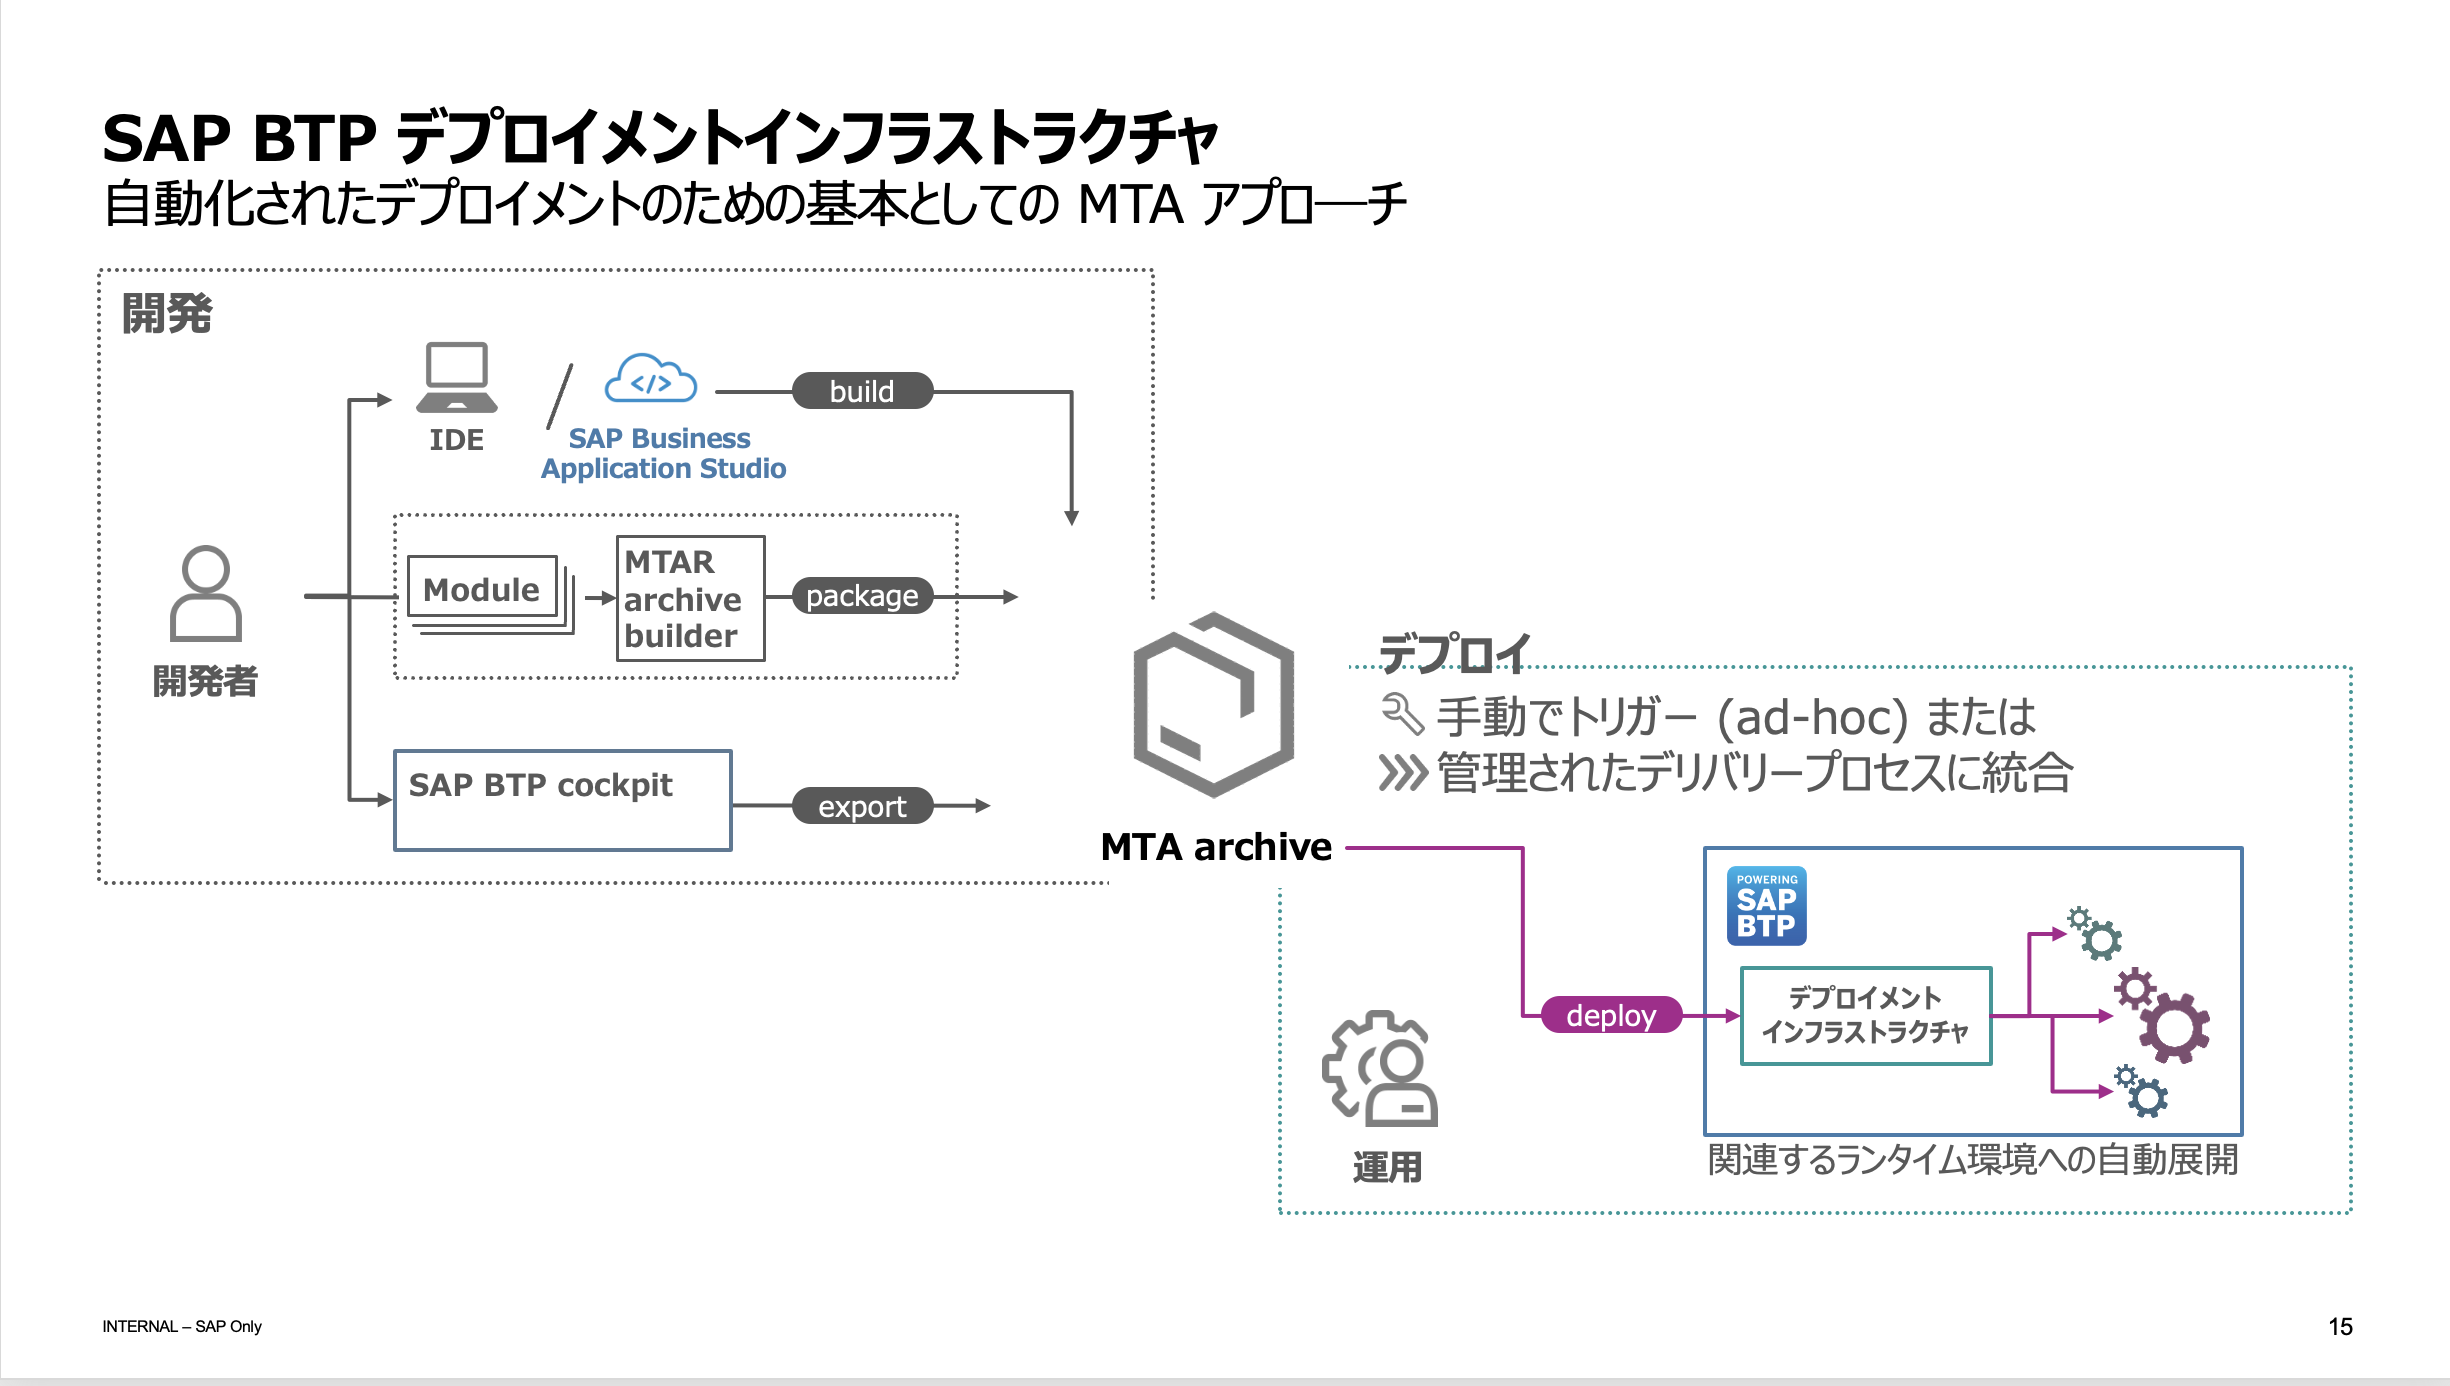 SAP BTP デプロイメントインフラストラクチャ
自動化されたデプロイメントのための基本としての MTA アプローチ
開発
IDE
SAP Business
Application Studio
build
開発者
Module
MTAR
archive
builder
package
SAP BTP cockpit
export
MTA archive
デプロイ
手動でトリガー (ad-hoc) または
管理されたデリバリープロセスに統合
POWERING
SAP
BTP
deploy
デプロイメント
インフラストラクチャ
運用
関連するランタイム環境への自動展開
INTERNAL – SAP Only
15